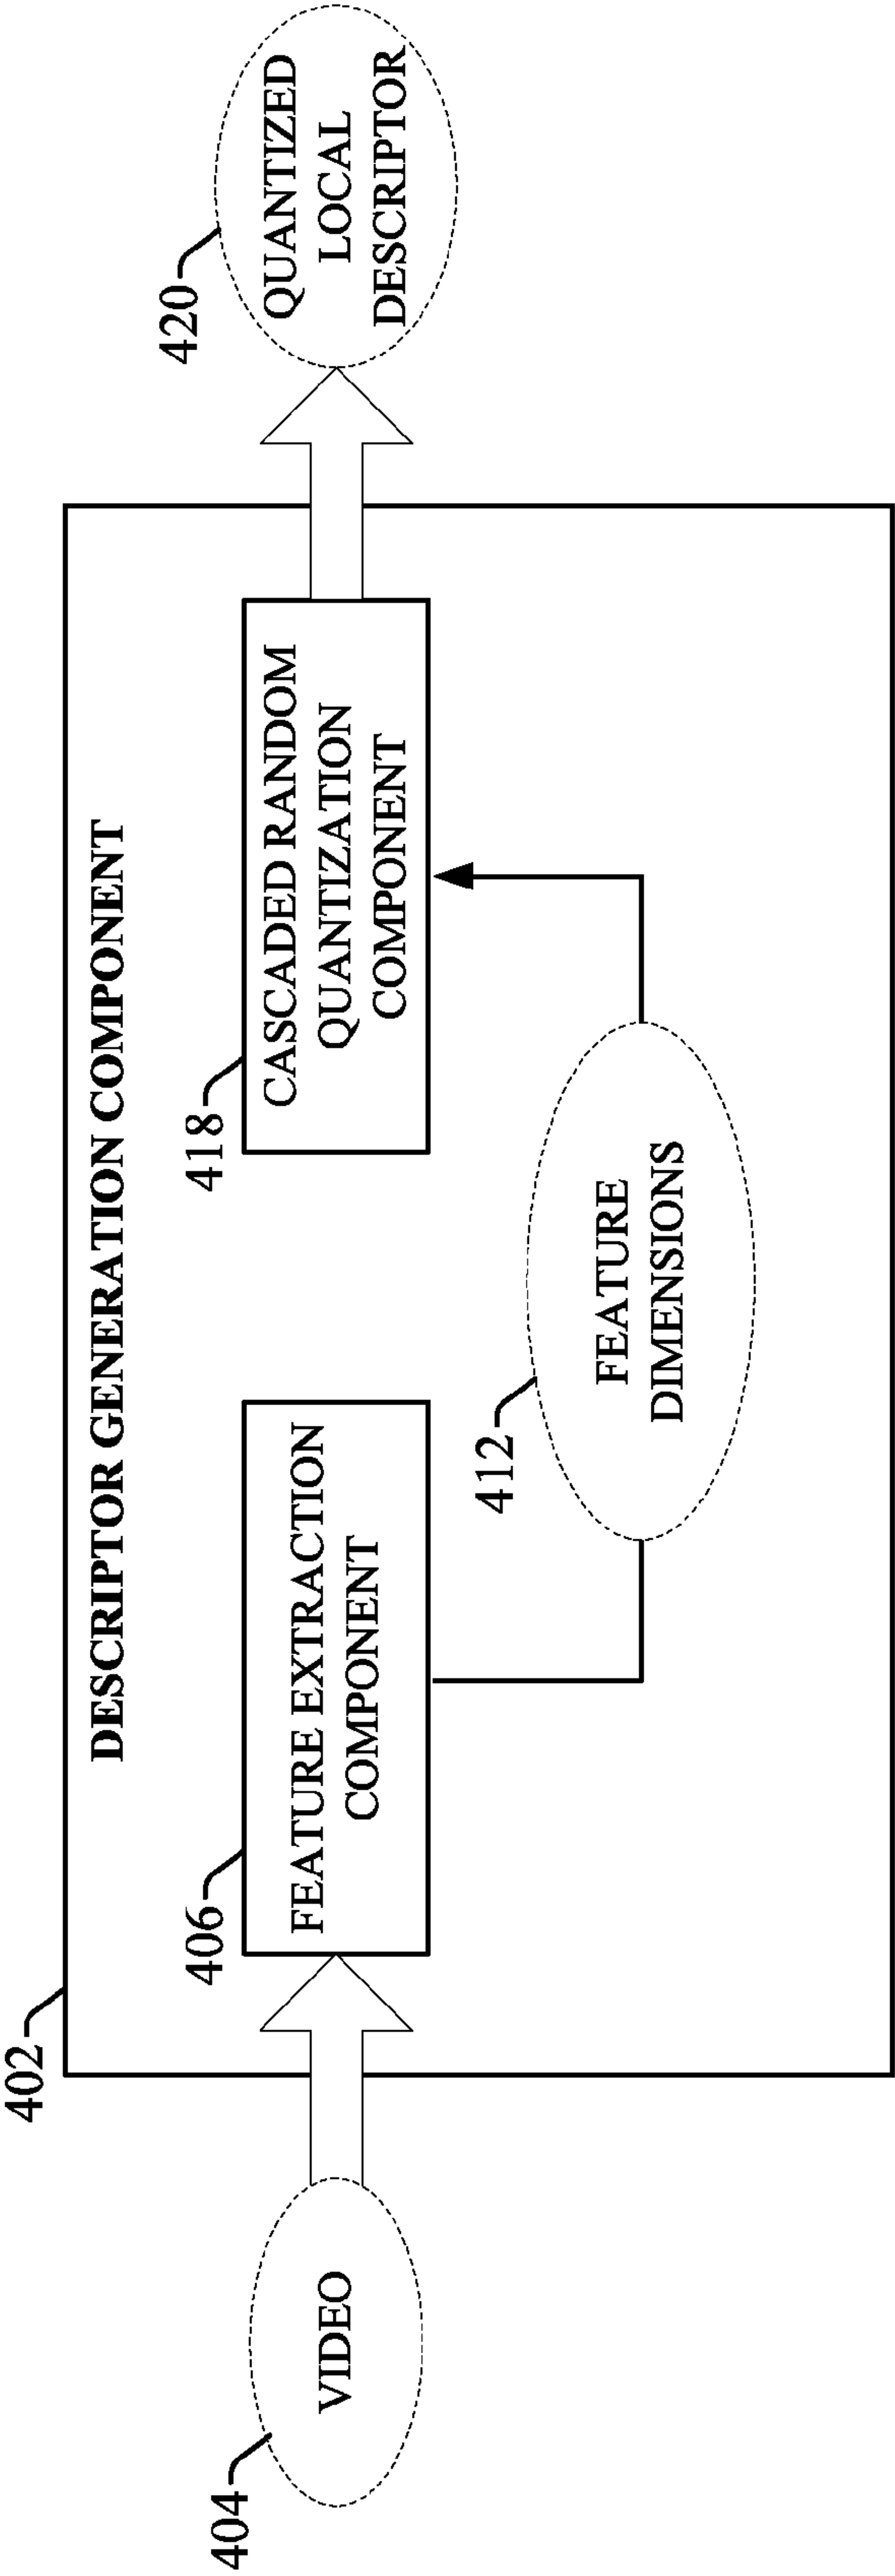 402
DESCRIPTOR GENERATION COMPONENT
404
VIDEO
406
FEATURE EXTRACTION
COMPONENT
412
FEATURE
DIMENSIONS
418
CASCADED RANDOM
QUANTIZATION
COMPONENT
420
QUANTIZED
LOCAL
DESCRIPTOR